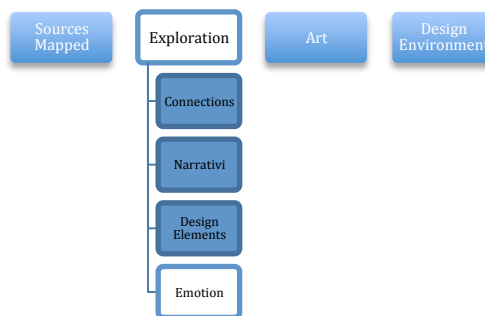 Sources
Mapped
Exploration
Art
Design
Environment
Connections
Narrativi
Design
Elements
Emotion